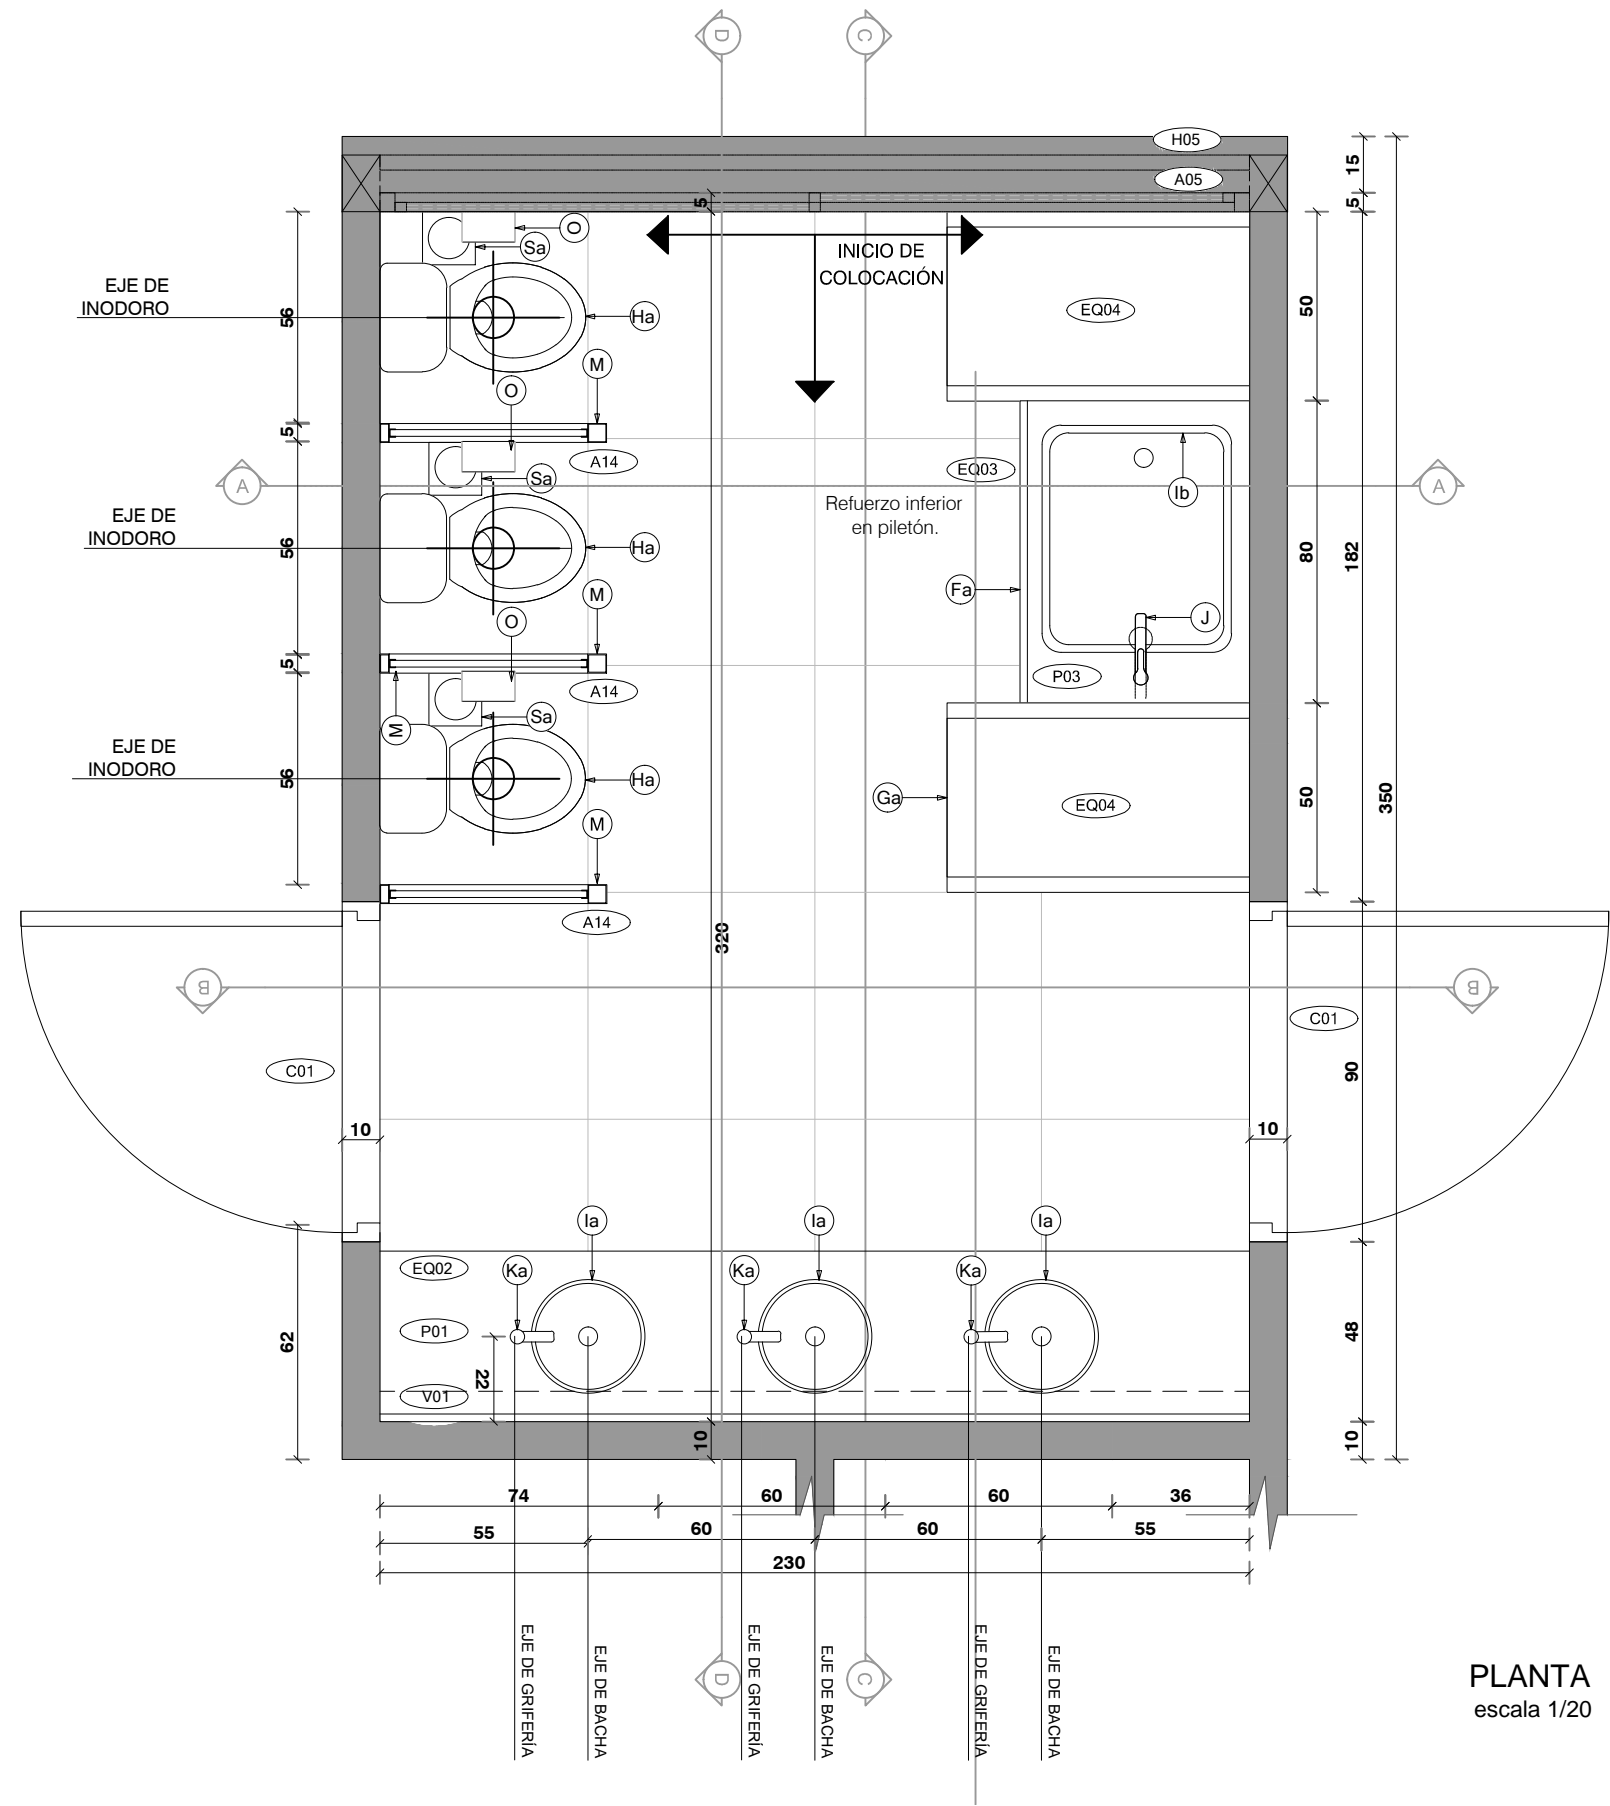 D
C
H05
15
A05
5
5
O
Sa
INICIO DE
COLOCACIÓN
EJE DE
INODORO
56
Ha
EQ04
50
M
O
5
A14
EQ03
A
Sa
Ib
A
Refuerzo inferior
en piletón.
EJE DE
INODORO
56
Ha
80
182
M
Fa
O
J
5
P03
A14
Sa
M
EJE DE
INODORO
56
Ha
Ga
EQ04
50
350
M
A14
320
B
B
C01
C01
90
10
10
Ia
Ia
Ia
EQ02
Ka
Ka
Ka
P01
62
48
22
V01
10
10
74
60
60
36
55
60
60
55
230
EJE DE GRIFERÍA
EJE DE BACHA
EJE DE GRIFERÍA
EJE DE BACHA
EJE DE GRIFERÍA
EJE DE BACHA
D
C
PLANTA
escala 1/20